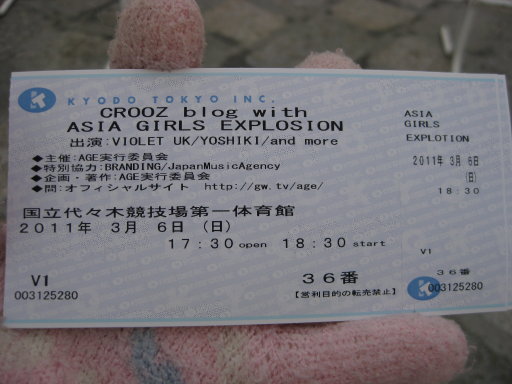 K KYODO TOKYO INC.
CROOZ blog with
ASIA GIRLS EXPLOSION
出演:VIOLET UK/YOSHIKI/and more
◆主催:AGE実行委員会
◆特別協力:BRANDING/JapanMusicAgency
◆企画・著作:AGE実行委員会
◆問:オフィシャルサイト http://gw.tv/age/
国立代々木競技場第一体育館
2011年 3月 6日 (日)
17:30 open 18:30 start
V1 36番
003125280 【営利目的の転売禁止】
ASIA
GIRLS
EXPLOTION
2011年 3月 6日
(日)
18:30
V1
36番
003125280